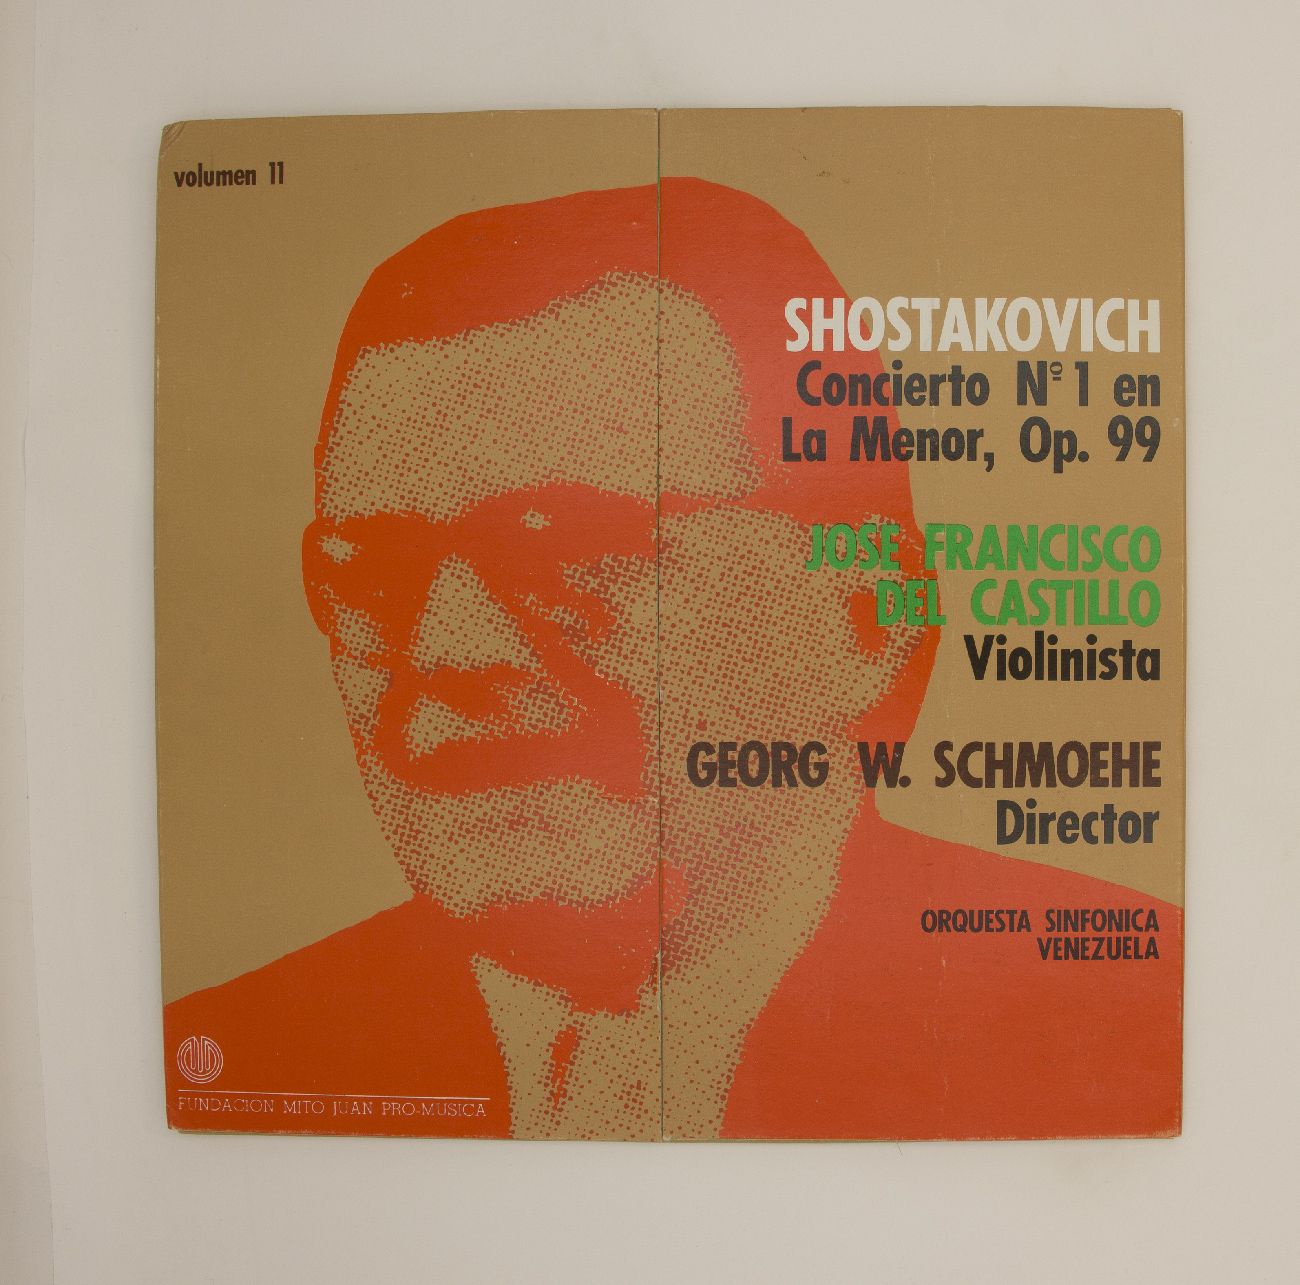 volumen 11
SHOSTAKOVICH
Concierto Nº 1 en
La Menor, Op. 99
JOSE FRANCISCO
DEL CASTILLO
Violinista
GEORG W. SCHMOEHE
Director
ORQUESTA SINFONICA
VENEZUELA
FUNDACION MITO JUAN PRO-MUSICA